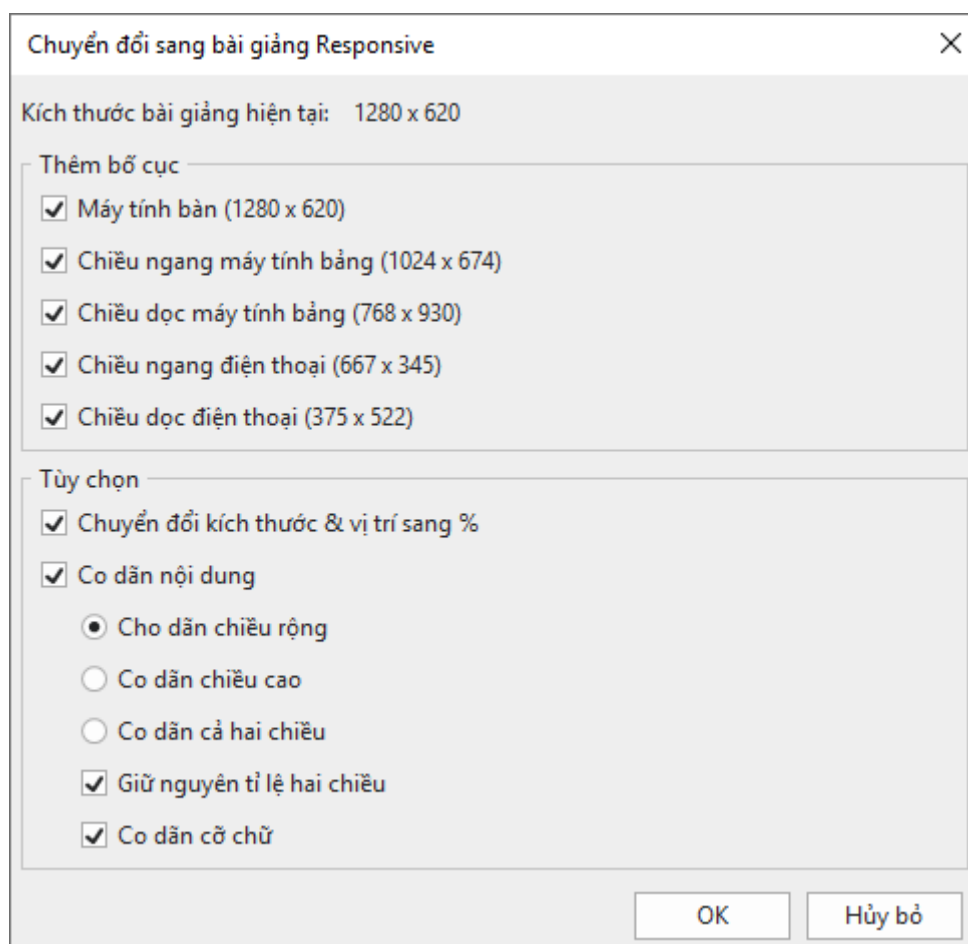 Chuyển đổi sang bài giảng Responsive
Kích thước bài giảng hiện tại: 1280 x 620
Thêm bố cục
Máy tính bàn (1280 x 620)
Chiều ngang máy tính bảng (1024 x 674)
Chiều dọc máy tính bảng (768 x 930)
Chiều ngang điện thoại (667 x 345)
Chiều dọc điện thoại (375 x 522)
Tùy chọn
Chuyển đổi kích thước & vị trí sang %
Co dãn nội dung
Cho dãn chiều rộng
Co dãn chiều cao
Co dãn cả hai chiều
Giữ nguyên tỉ lệ hai chiều
Co dãn cỡ chữ
OK Hủy bỏ